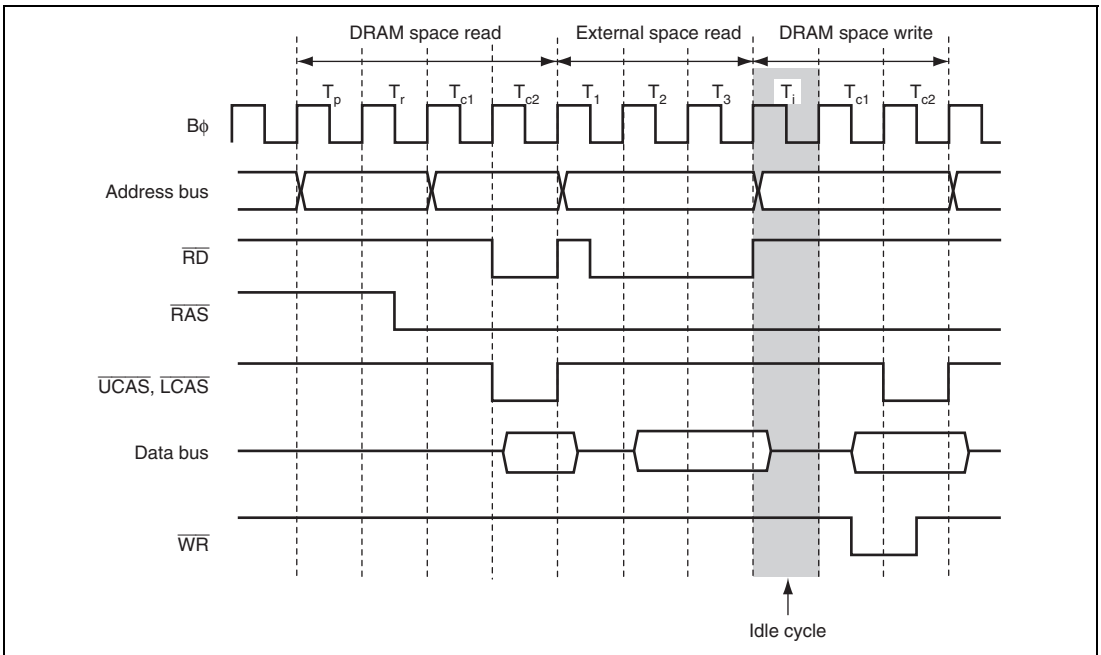 DRAM space read External space read DRAM space write
Tp Tr Tc1 Tc2 T1 T2 T3 Ti Tc1 Tc2
Bϕ
Address bus
RD
RAS
UCAS, LCAS
Data bus
WR
Idle cycle